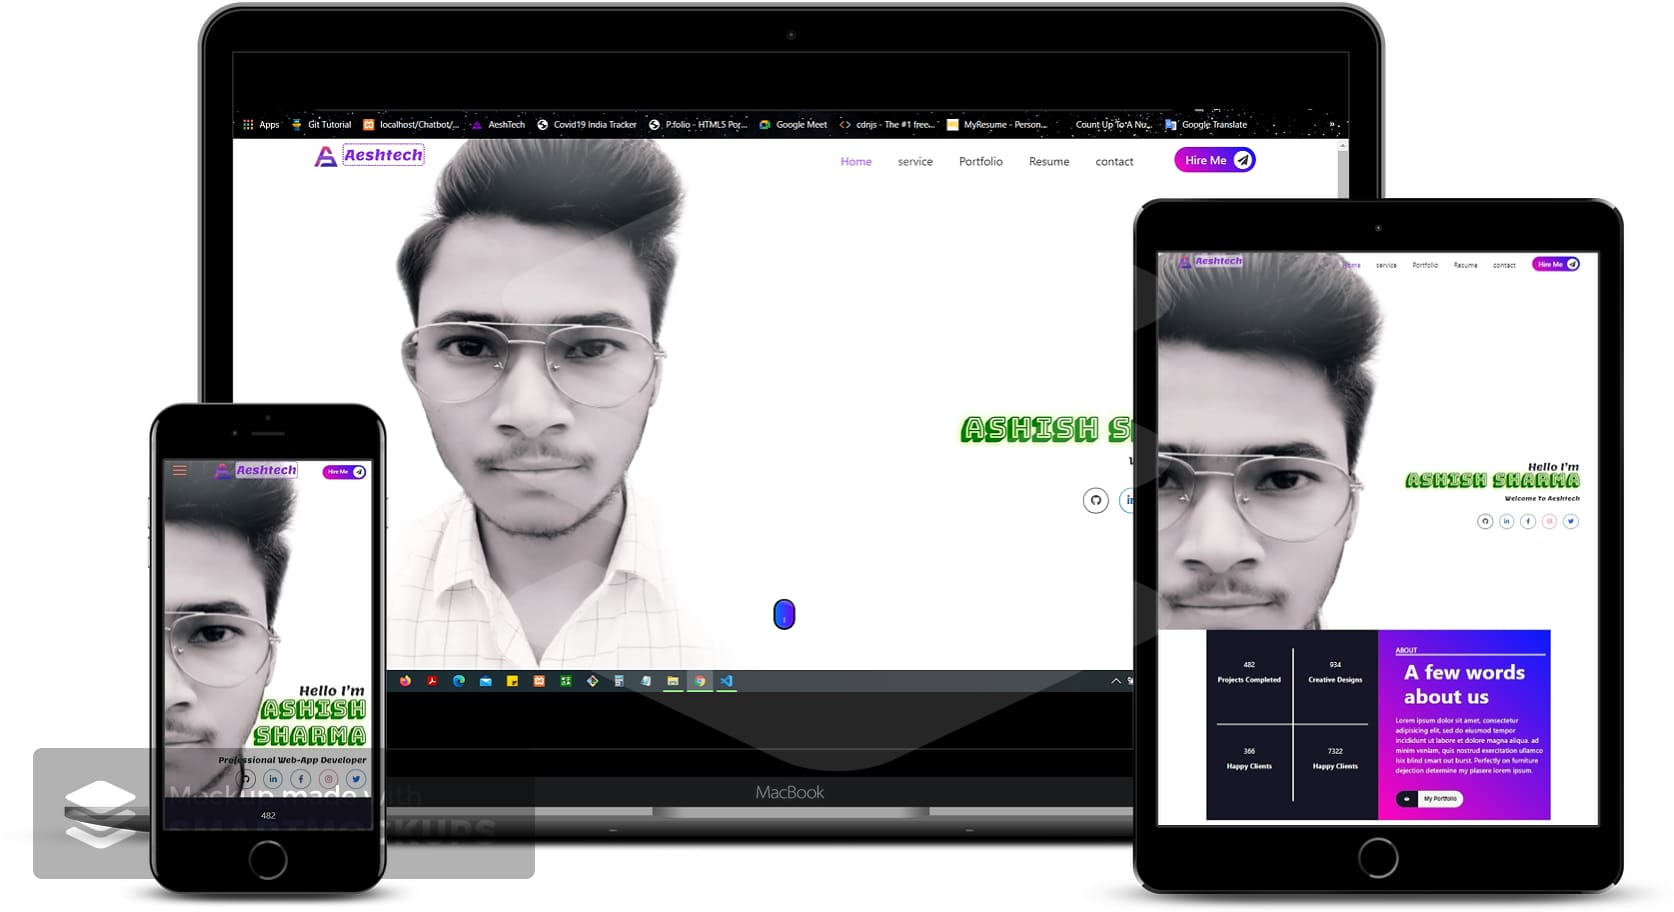 Apps Git Tutorial localhost/Chatbot/... AeshTech Covid19 India Tracker P.folio - HTML5 Por... Google Meet cdnjs - The #1 free... MyResume - Person... Count Up To A Nu... Google Translate »
Aeshtech
Home service Portfolio Resume contact Hire Me
ASHISH S
MacBook
Aeshtech
Home service Portfolio Resume contact Hire Me
Hello I'm
ASHISH SHARMA
Welcome To Aeshtech
482
Projects Completed
934
Creative Designs
366
Happy Clients
7322
Happy Clients
ABOUT
A few words
about us
Lorem ipsum dolor sit amet, consectetur
adipisicing elit, sed do eiusmod tempor
incididunt ut labore et dolore magna aliqua. ad
minim veniam, quis nostrud exercitation ullamco
lsix blind smart out burst. Perfectly on furniture
dejection determine my plasere lorem ipsum.
My Portfolio
Aeshtech Hire Me
Hello I'm
ASHISH
SHARMA
Professional Web-App Developer
482
Mockup made with